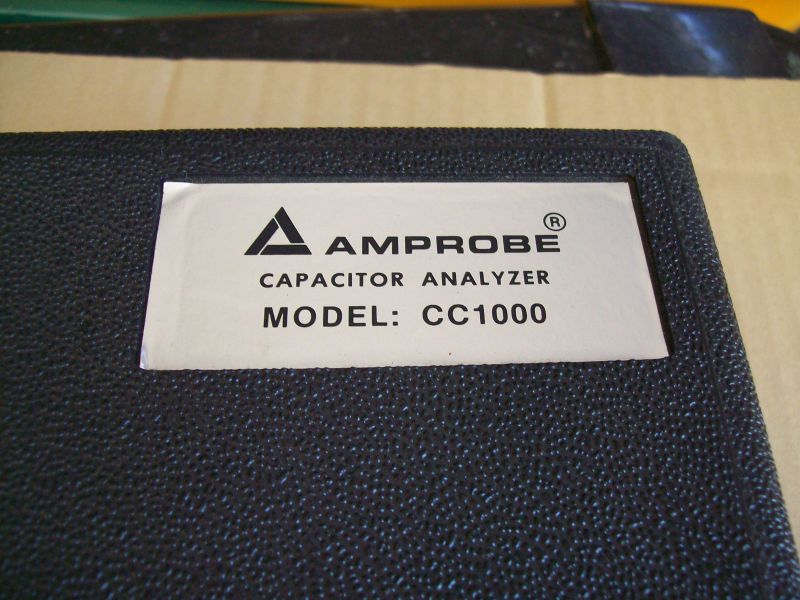 AMPROBE®
CAPACITOR ANALYZER
MODEL: CC1000